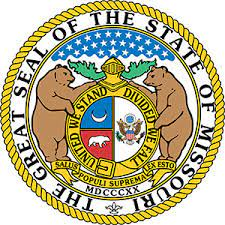 THE GREAT SEAL OF THE STATE OF MISSOURI
UNITED WE STAND DIVIDED WE FALL
SALUS POPULI SUPREMA LEX ESTO
MDCCCXX